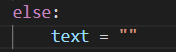 else:
    text = ""